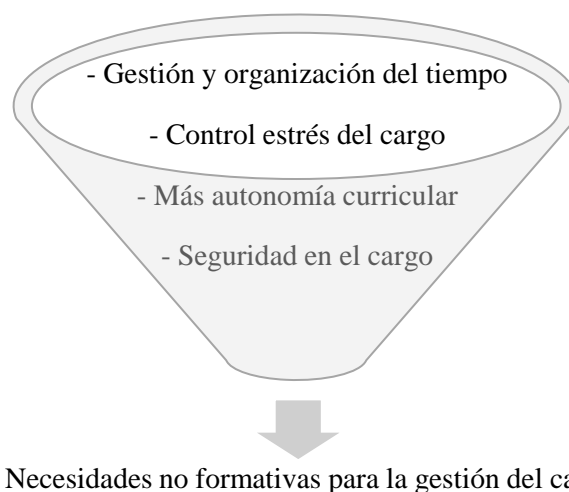 - Gestión y organización del tiempo
- Control estrés del cargo
- Más autonomía curricular
- Seguridad en el cargo
Necesidades no formativas para la gestión del